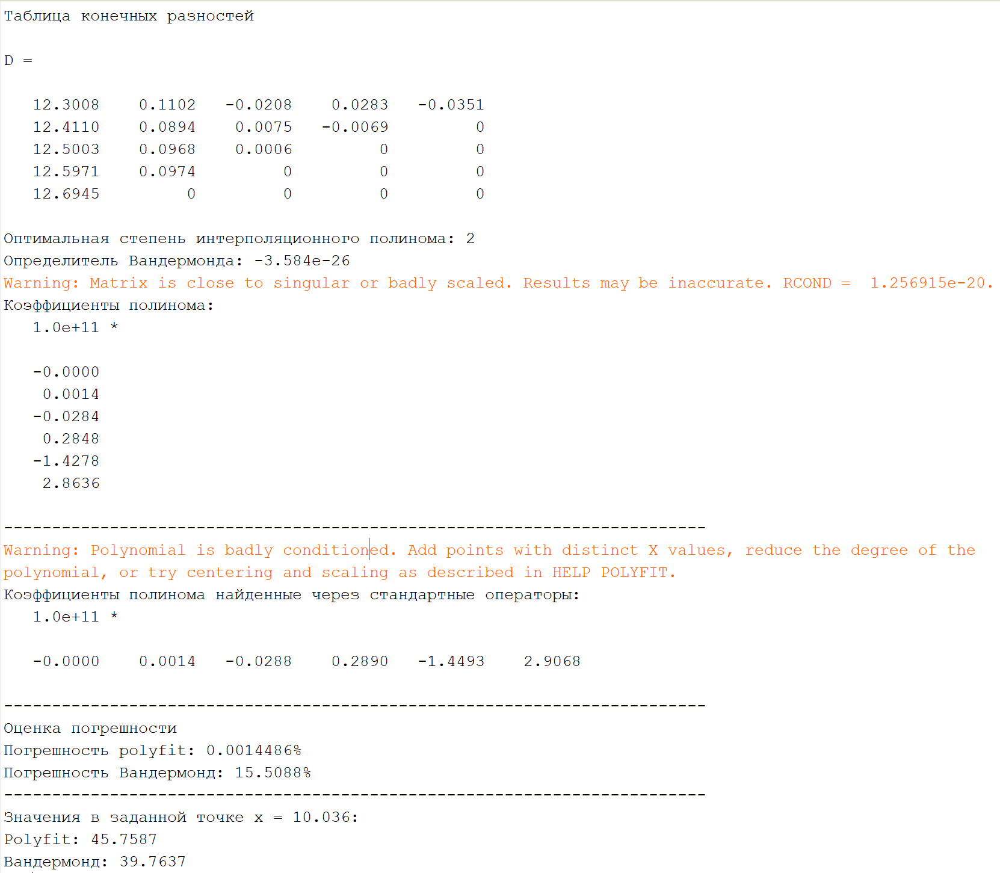 Таблица конечных разностей
D =
12.3008 0.1102 -0.0208 0.0283 -0.0351
12.4110 0.0894 0.0075 -0.0069 0
12.5003 0.0968 0.0006 0 0
12.5971 0.0974 0 0 0
12.6945 0 0 0 0
Оптимальная степень интерполяционного полинома: 2
Определитель Вандермонда: -3.584e-26
Warning: Matrix is close to singular or badly scaled. Results may be inaccurate. RCOND =  1.256915e-20.
Коэффициенты полинома:
1.0e+11 *
-0.0000
0.0014
-0.0284
0.2848
-1.4278
2.8636
-------------------------------------------------------------------------
Warning: Polynomial is badly conditioned. Add points with distinct X values, reduce the degree of the
polynomial, or try centering and scaling as described in HELP POLYFIT.
Коэффициенты полинома найденные через стандартные операторы:
1.0e+11 *
-0.0000 0.0014 -0.0288 0.2890 -1.4493 2.9068
-------------------------------------------------------------------------
Оценка погрешности
Погрешность polyfit: 0.0014486%
Погрешность Вандермонд: 15.5088%
-------------------------------------------------------------------------
Значения в заданной точке x = 10.036:
Polyfit: 45.7587
Вандермонд: 39.7637